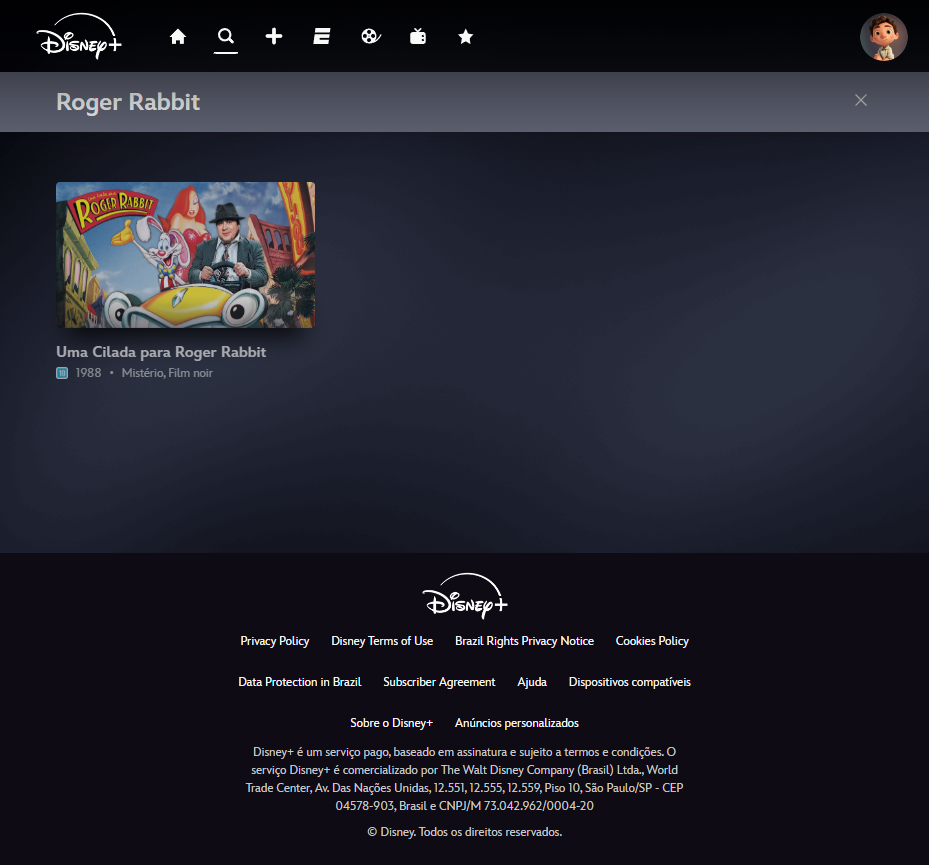 Disney+
Roger Rabbit
ROGER RABBIT
Uma Cilada para Roger Rabbit
10 1988 • Mistério, Film noir
Disney+
Privacy Policy Disney Terms of Use Brazil Rights Privacy Notice Cookies Policy
Data Protection in Brazil Subscriber Agreement Ajuda Dispositivos compatíveis
Sobre o Disney+ Anúncios personalizados
Disney+ é um serviço pago, baseado em assinatura e sujeito a termos e condições. O
serviço Disney+ é comercializado por The Walt Disney Company (Brasil) Ltda., World
Trade Center, Av. Das Nações Unidas, 12.551, 12.555, 12.559, Piso 10, São Paulo/SP - CEP
04578-903, Brasil e CNPJ/M 73.042.962/0004-20
© Disney. Todos os direitos reservados.